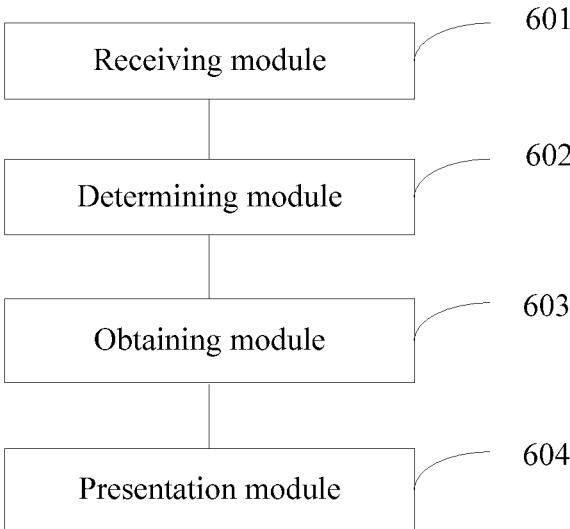 601
Receiving module
602
Determining module
603
Obtaining module
604
Presentation module